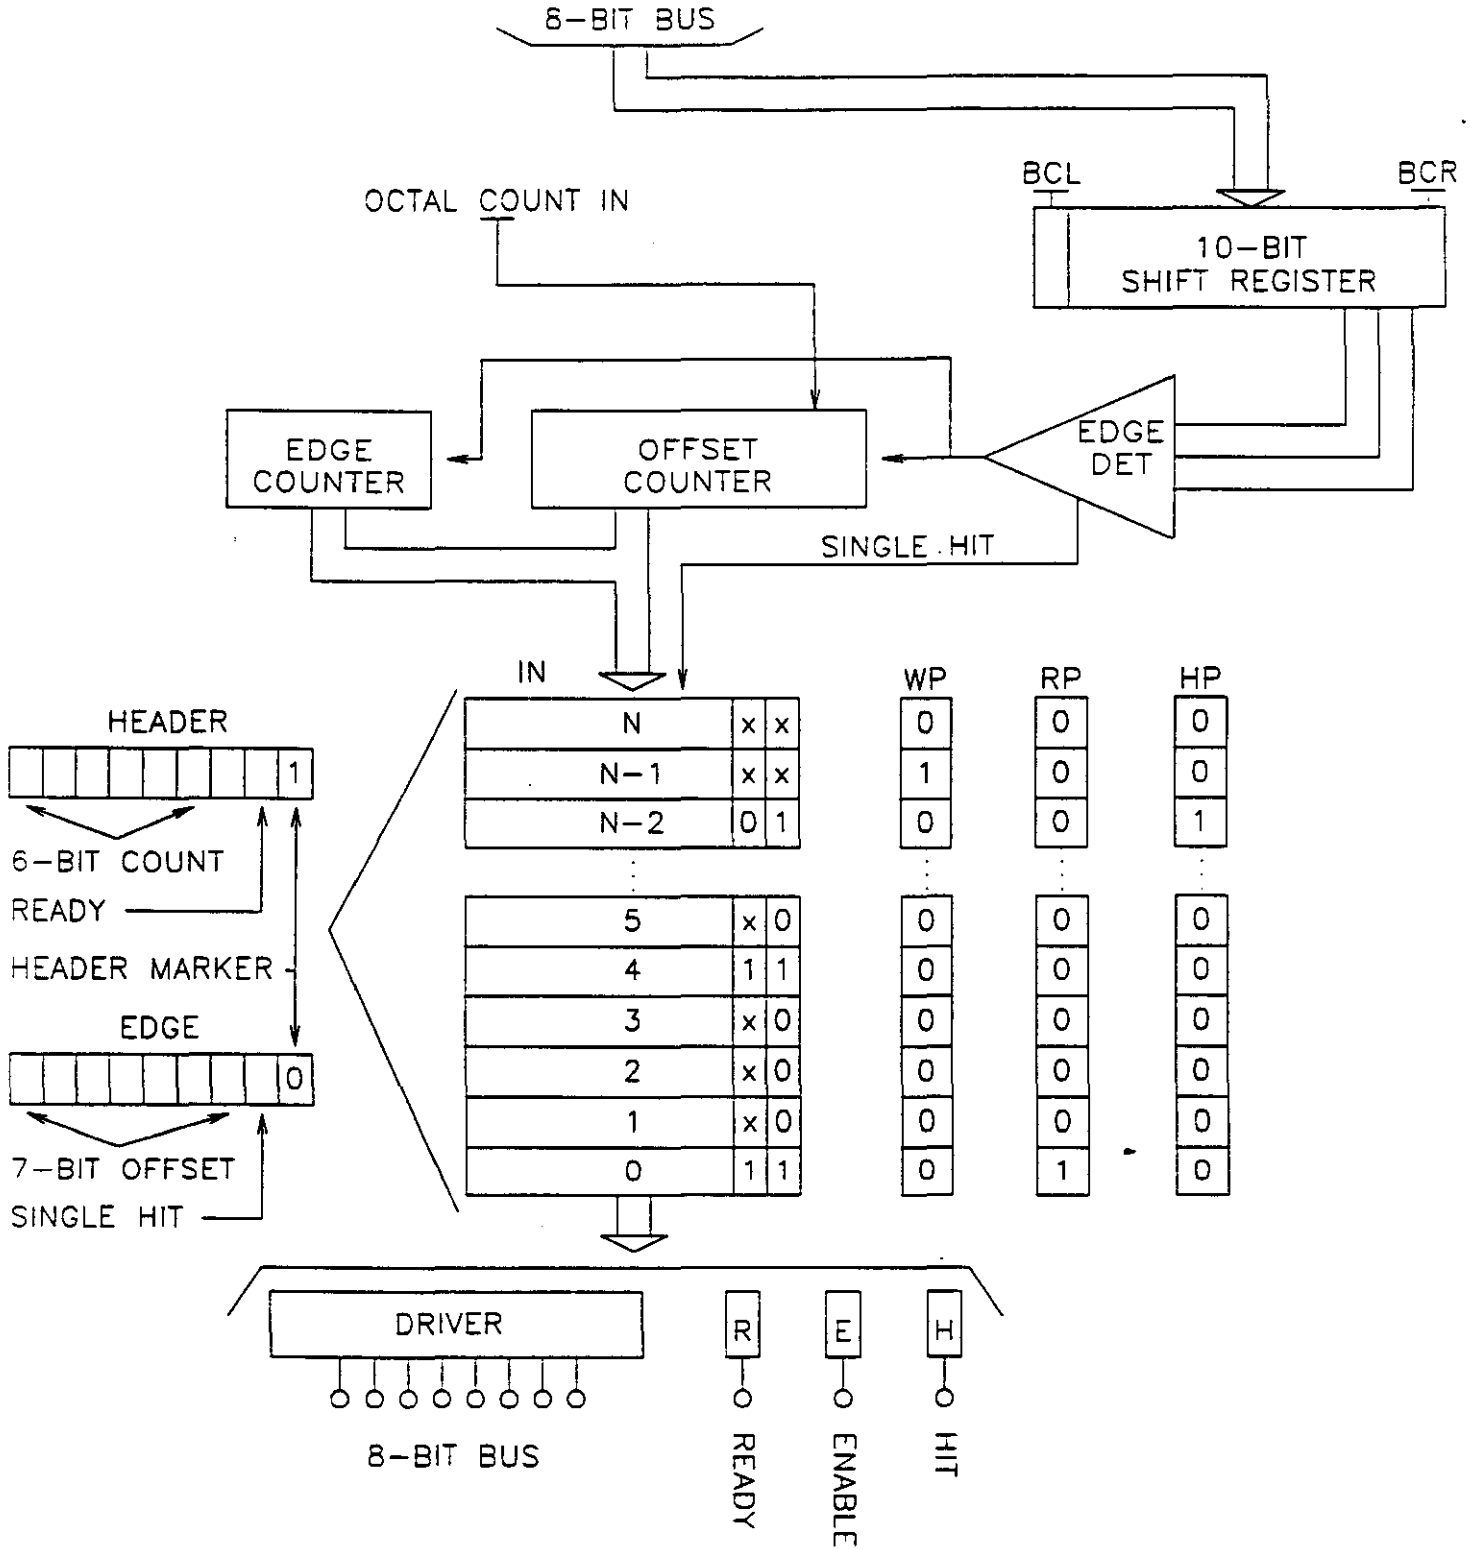 8-BIT BUS
BCL
BCR
OCTAL COUNT IN
10-BIT
SHIFT REGISTER
EDGE
COUNTER
OFFSET
COUNTER
EDGE
DET
SINGLE HIT
IN
WP
RP
HP
HEADER
1
6-BIT COUNT
READY
HEADER MARKER
EDGE
0
7-BIT OFFSET
SINGLE HIT
N x x 0 0 0
N-1 x x 1 0 0
N-2 0 1 0 0 1
5 x 0 0 0 0
4 1 1 0 0 0
3 x 0 0 0 0
2 x 0 0 0 0
1 x 0 0 0 0
0 1 1 0 1 0
DRIVER
R
E
H
8-BIT BUS
READY
ENABLE
HIT